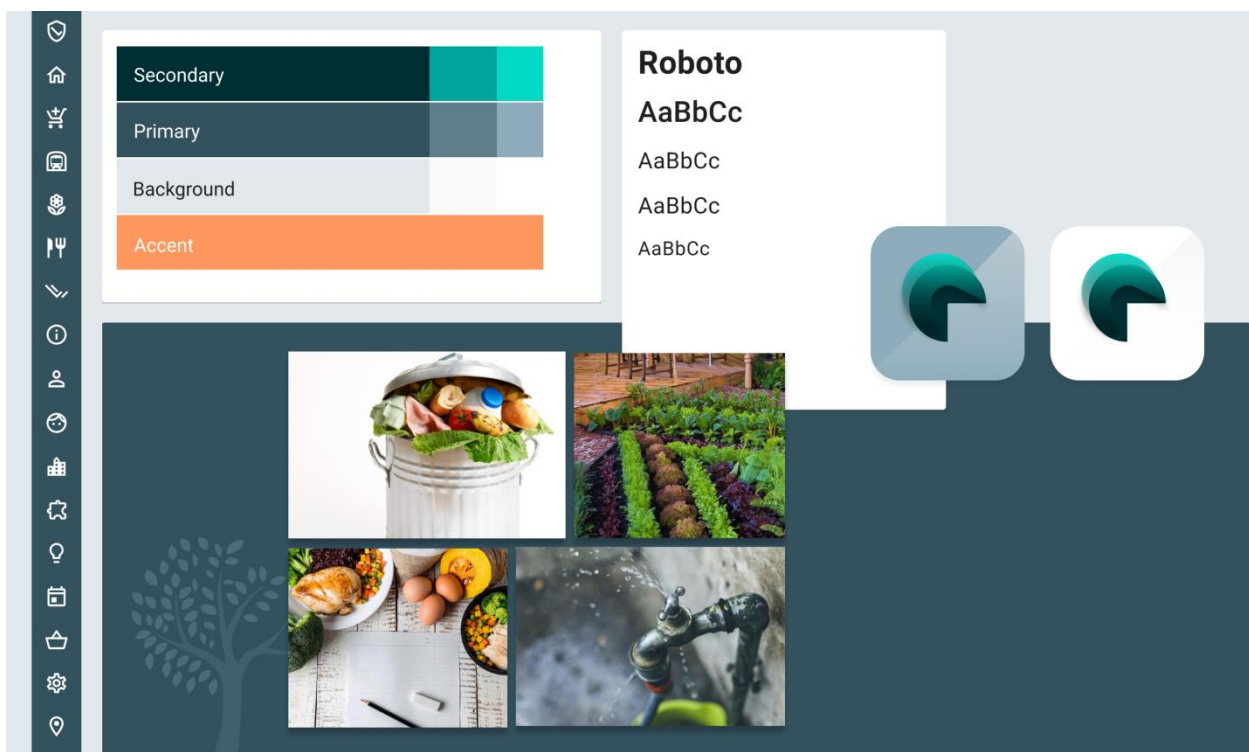 Secondary
Primary
Background
Accent
Roboto
AaBbCc
AaBbCc
AaBbCc
AaBbCc